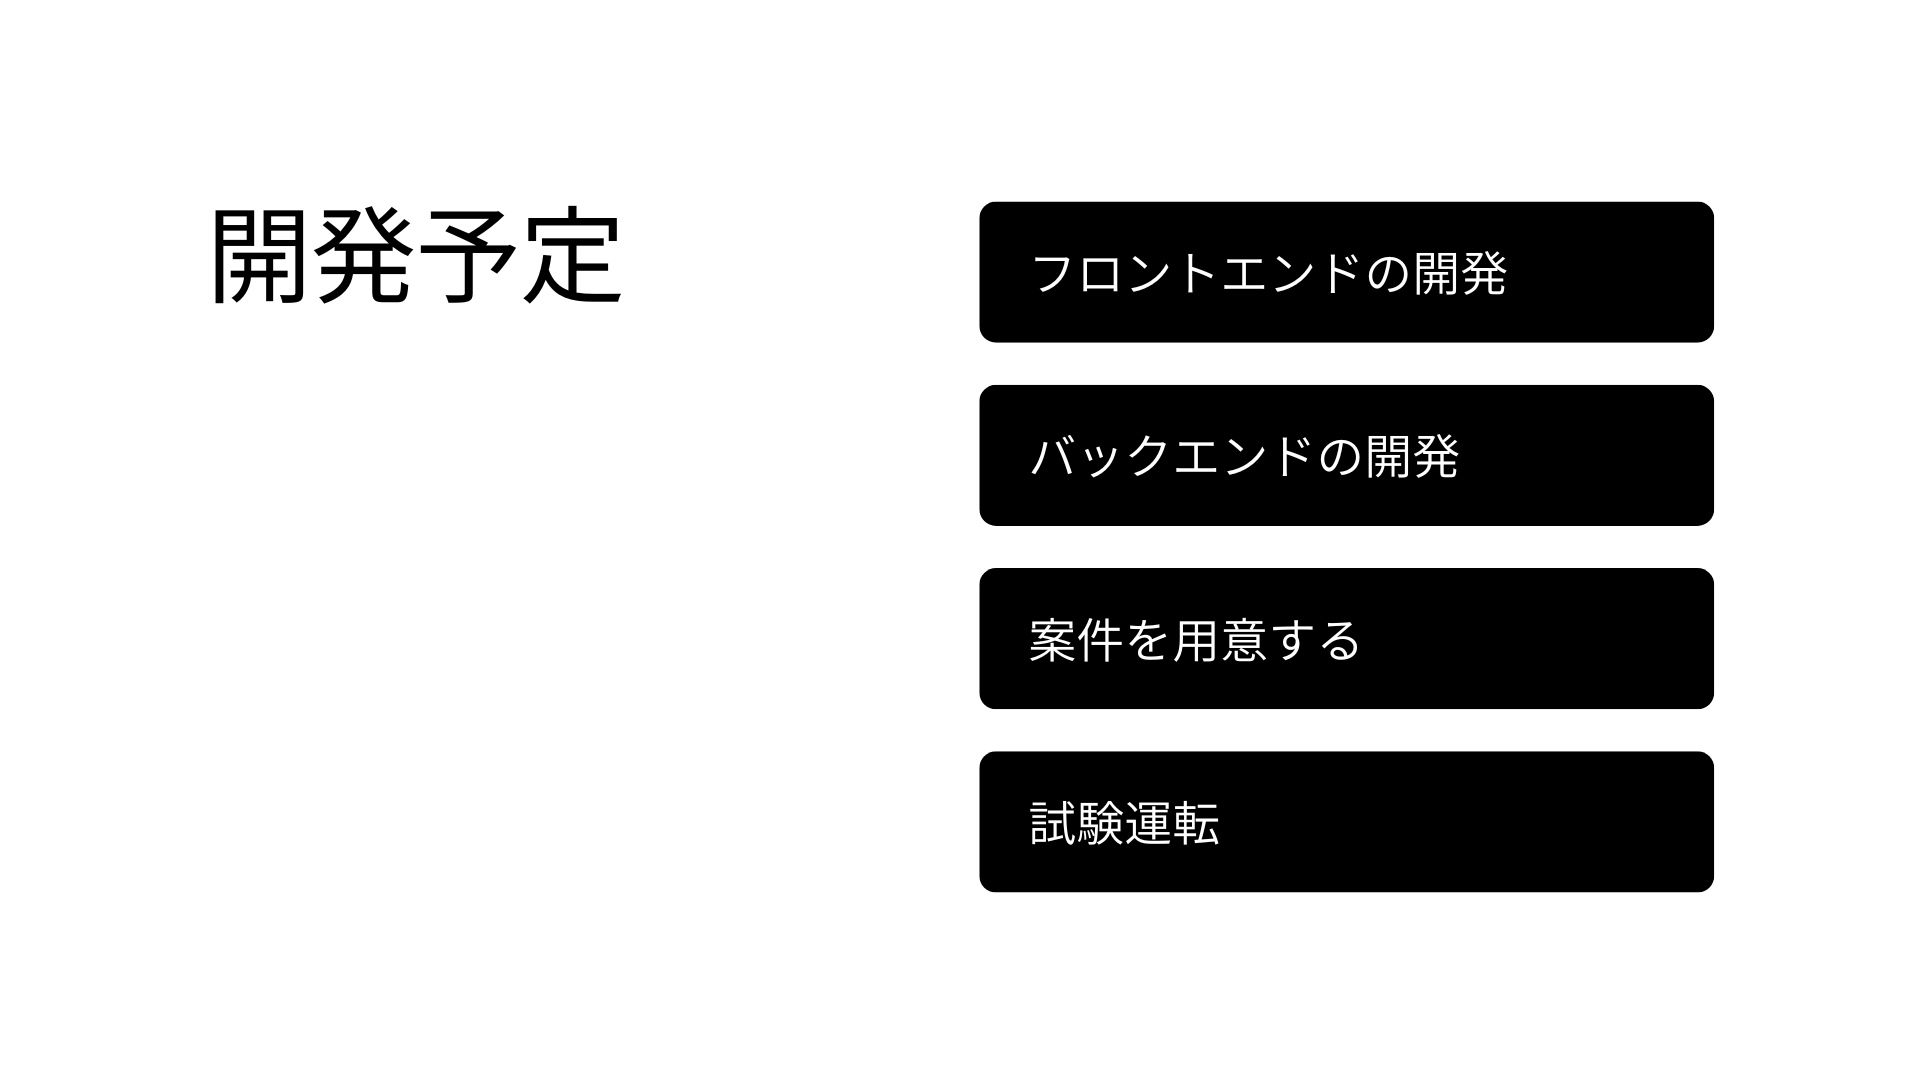 開発予定
フロントエンドの開発
バックエンドの開発
案件を用意する
試験運転